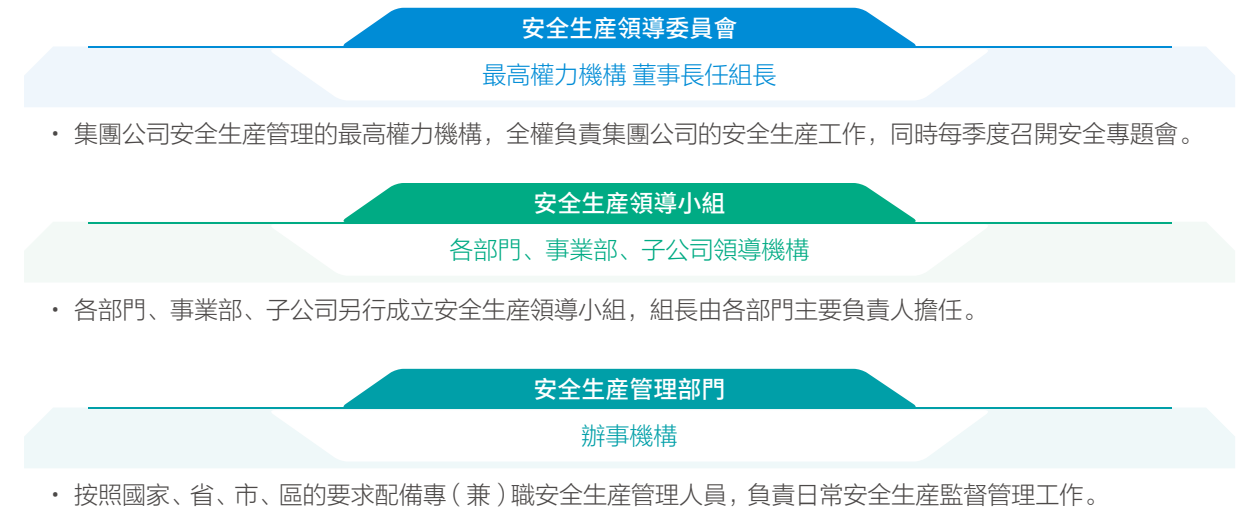 安全生産領導委員會
最高權力機構 董事長任組長
• 集團公司安全生産管理的最高權力機構，全權負責集團公司的安全生産工作，同時每季度召開安全專題會。
安全生産領導小組
各部門、事業部、子公司領導機構
• 各部門、事業部、子公司另行成立安全生産領導小組，組長由各部門主要負責人擔任。
安全生産管理部門
辦事機構
• 按照國家、省、市、區的要求配備專（兼）職安全生産管理人員，負責日常安全生産監督管理工作。